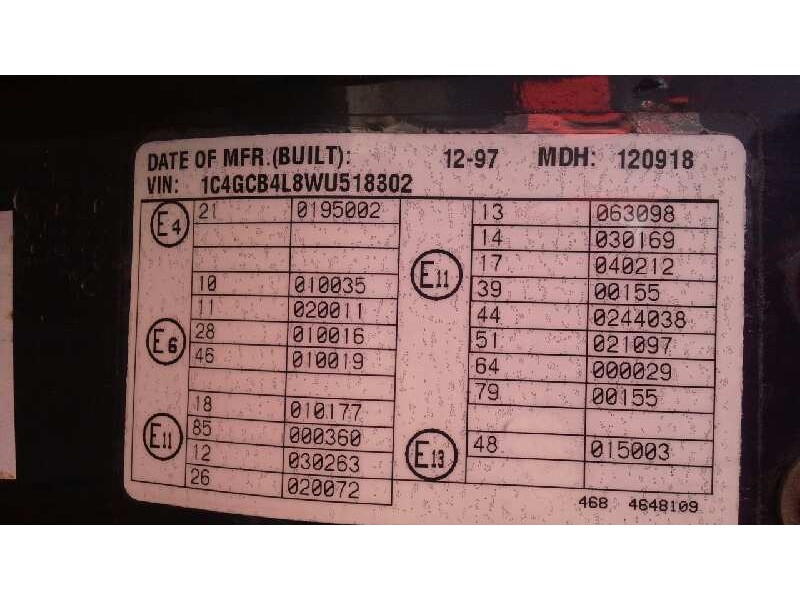 DATE OF MFR.(BUILT): 12-97 MDH: 120918
VIN: 1C4GCB4L8WU518302
E4 21 0195002
E6
10 010035
11 020011
28 010016
46 010019
E11
18 010177
85 000360
12 030263
26 020072
E11
13 063098
14 030169
17 040212
39 00155
44 0244038
51 021097
64 000029
79 00155
E13 48 015003
468 4648109